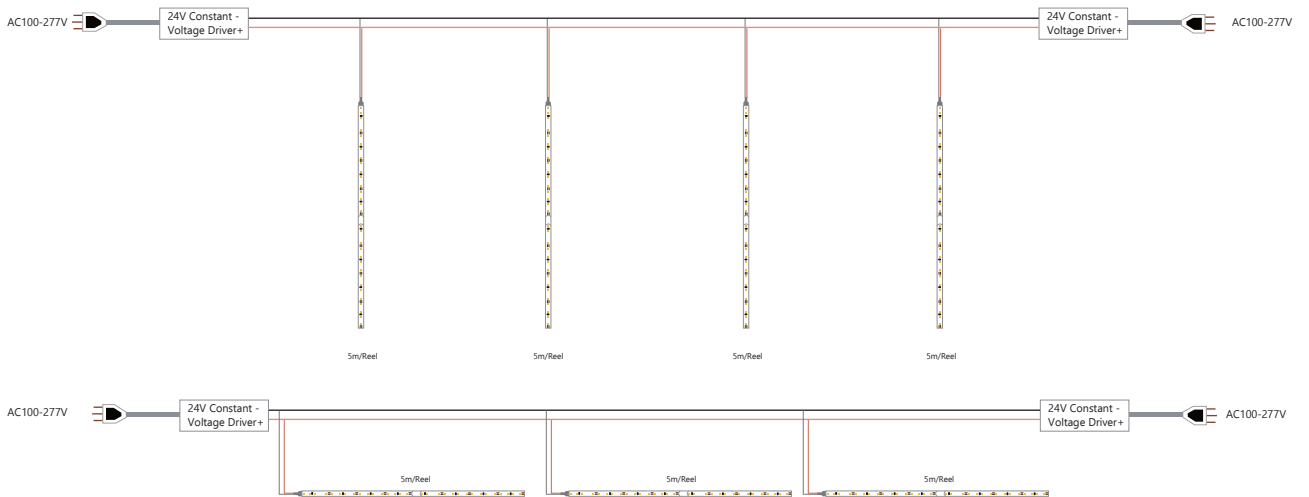 AC100-277V
24V Constant -
Voltage Driver+
24V Constant -
Voltage Driver+
AC100-277V
5m/Reel
5m/Reel
5m/Reel
5m/Reel
AC100-277V
24V Constant -
Voltage Driver+
24V Constant -
Voltage Driver+
AC100-277V
5m/Reel
5m/Reel
5m/Reel